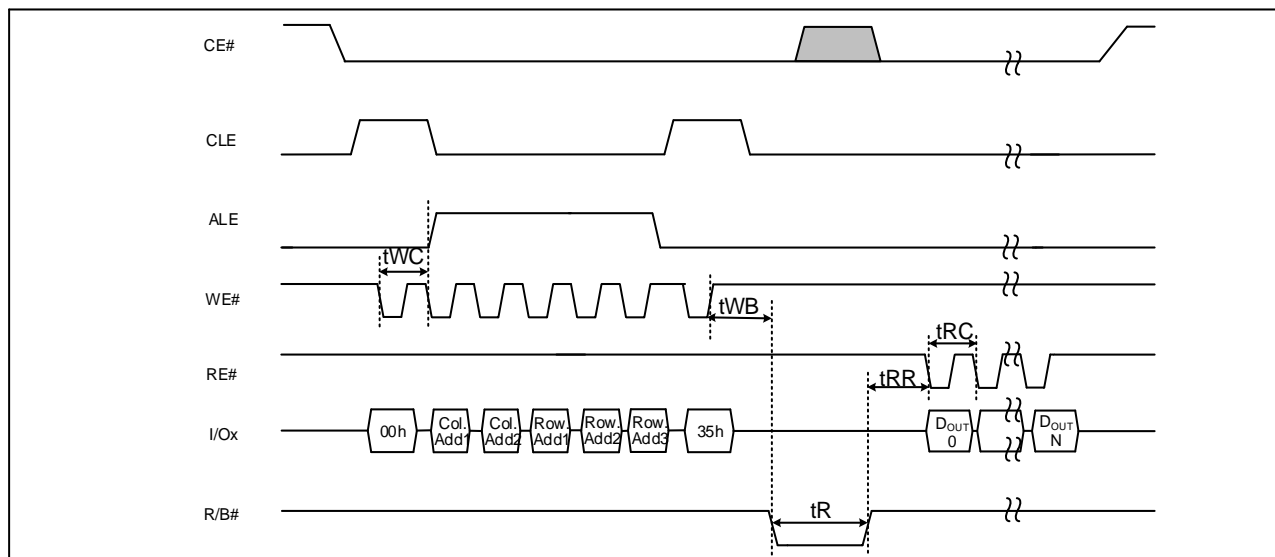 CE#
CLE
ALE
tWC
WE#
tWB
tRC
RE#
tRR
I/Ox
00h
Col.
Add1
Col.
Add2
Row.
Add1
Row.
Add2
Row.
Add3
35h
DOUT
0
DOUT
N
R/B#
tR